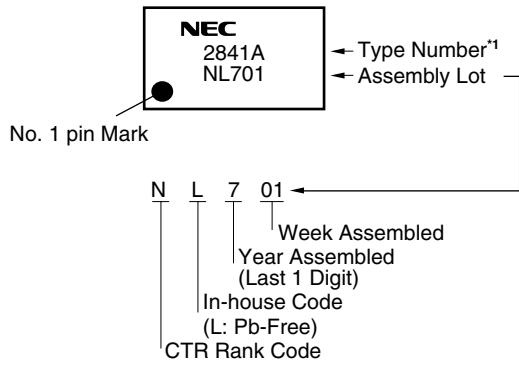 NEC
2841A
NL701
Type Number*1
Assembly Lot
No. 1 pin Mark
N L 7 01
Week Assembled
Year Assembled
(Last 1 Digit)
In-house Code
(L: Pb-Free)
CTR Rank Code